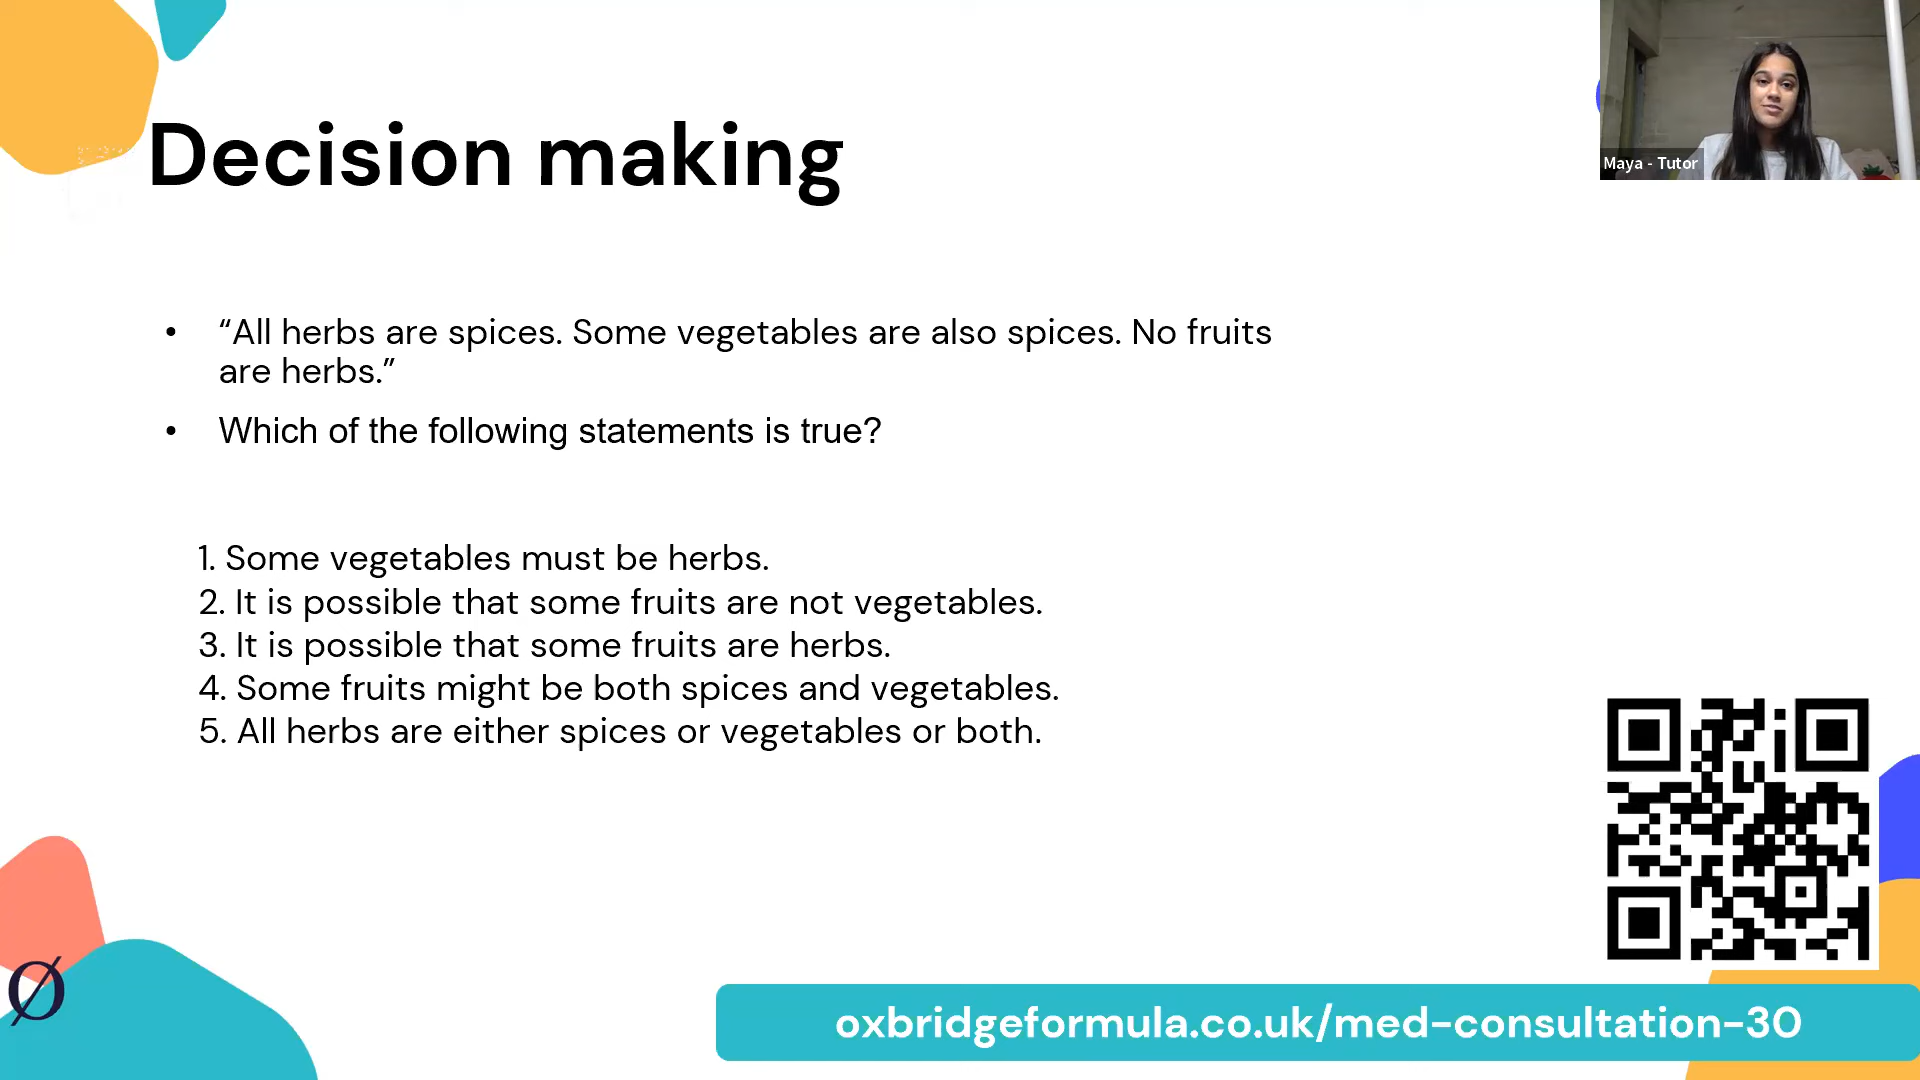 Maya - Tutor
Decision making
• “All herbs are spices. Some vegetables are also spices. No fruits
are herbs.”
• Which of the following statements is true?
1. Some vegetables must be herbs.
2. It is possible that some fruits are not vegetables.
3. It is possible that some fruits are herbs.
4. Some fruits might be both spices and vegetables.
5. All herbs are either spices or vegetables or both.
Ø
oxbridgeformula.co.uk/med-consultation-30